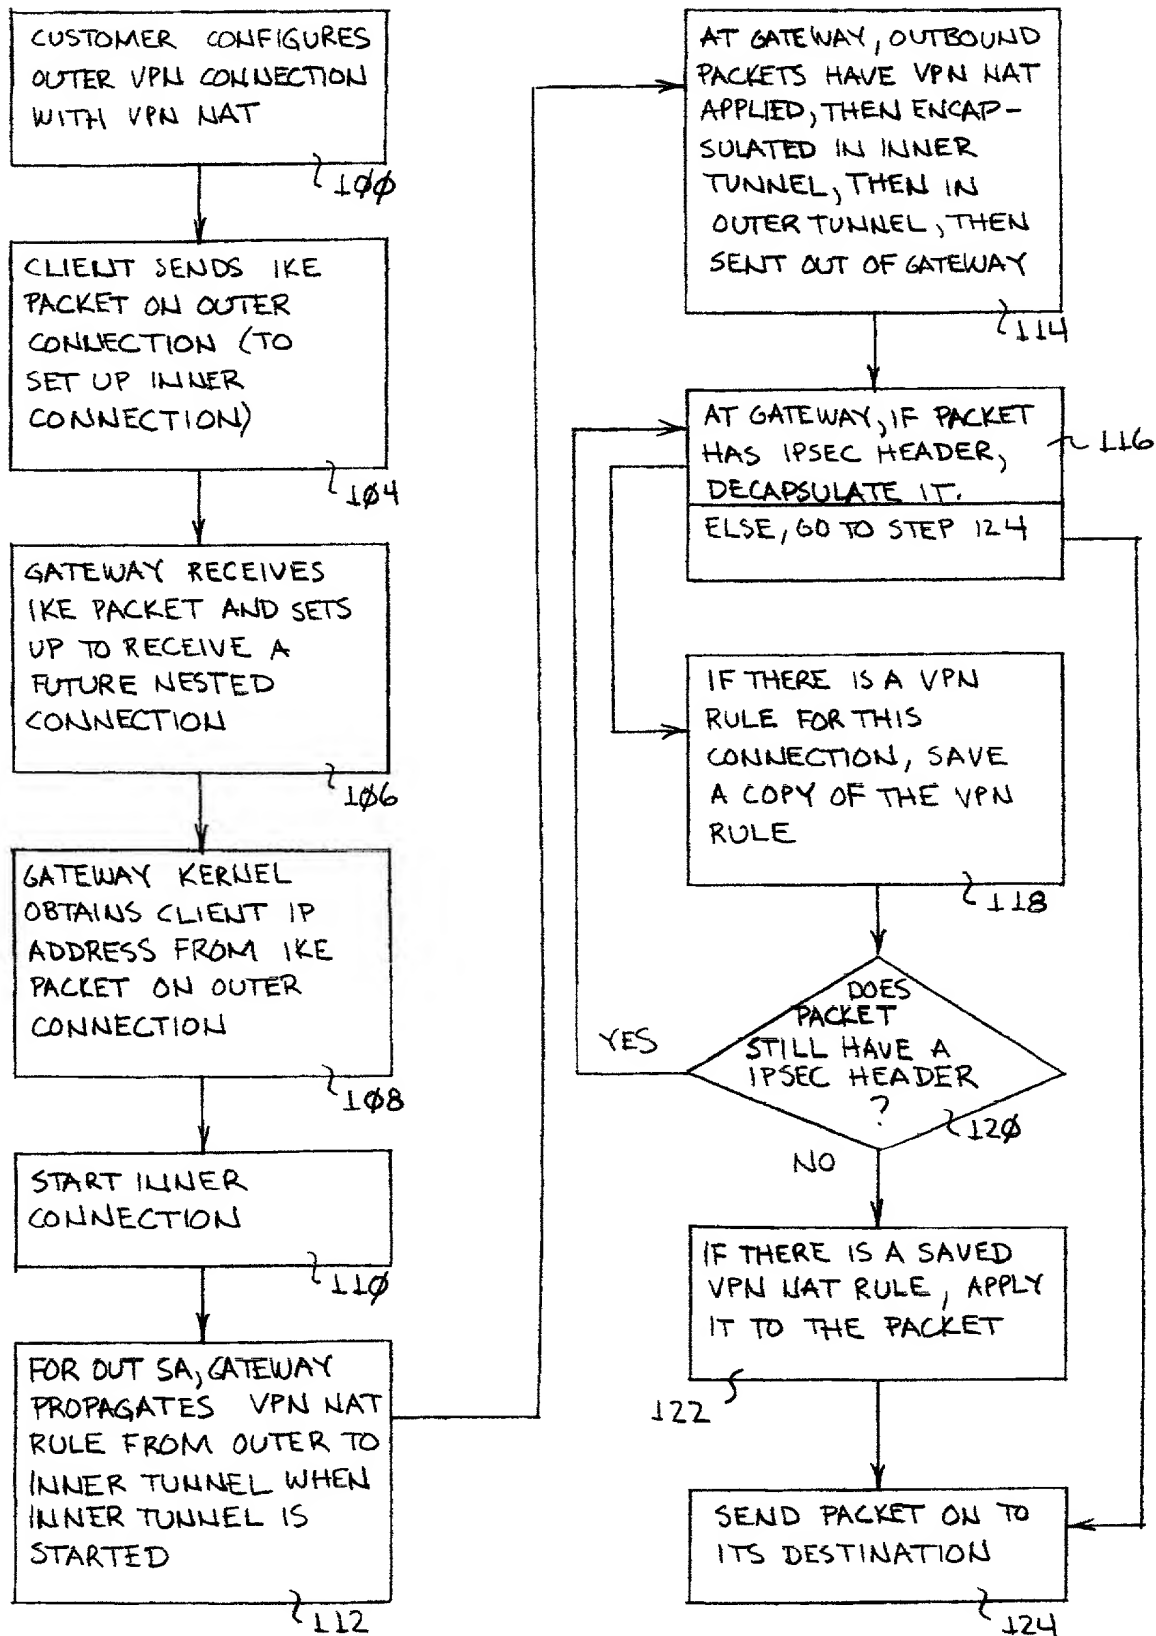 CUSTOMER CONFIGURES
OUTER VPN CONNECTION
WITH VPN NAT
100
CLIENT SENDS IKE
PACKET ON OUTER
CONNECTION (TO
SET UP INNER
CONNECTION)
104
GATEWAY RECEIVES
IKE PACKET AND SETS
UP TO RECEIVE A
FUTURE NESTED
CONNECTION
106
GATEWAY KERNEL
OBTAINS CLIENT IP
ADDRESS FROM IKE
PACKET ON OUTER
CONNECTION
108
START INNER
CONNECTION
110
FOR OUT SA, GATEWAY
PROPAGATES VPN NAT
RULE FROM OUTER TO
INNER TUNNEL WHEN
INNER TUNNEL IS
STARTED
112
AT GATEWAY, OUTBOUND
PACKETS HAVE VPN NAT
APPLIED, THEN ENCAP-
SULATED IN INNER
TUNNEL, THEN IN
OUTER TUNNEL, THEN
SENT OUT OF GATEWAY
114
AT GATEWAY, IF PACKET
HAS IPSEC HEADER,
DECAPSULATE IT.
116
ELSE, GO TO STEP 124
IF THERE IS A VPN
RULE FOR THIS
CONNECTION, SAVE
A COPY OF THE VPN
RULE
118
DOES
PACKET
STILL HAVE A
IPSEC HEADER
?
120
YES
NO
IF THERE IS A SAVED
VPN NAT RULE, APPLY
IT TO THE PACKET
122
SEND PACKET ON TO
ITS DESTINATION
124